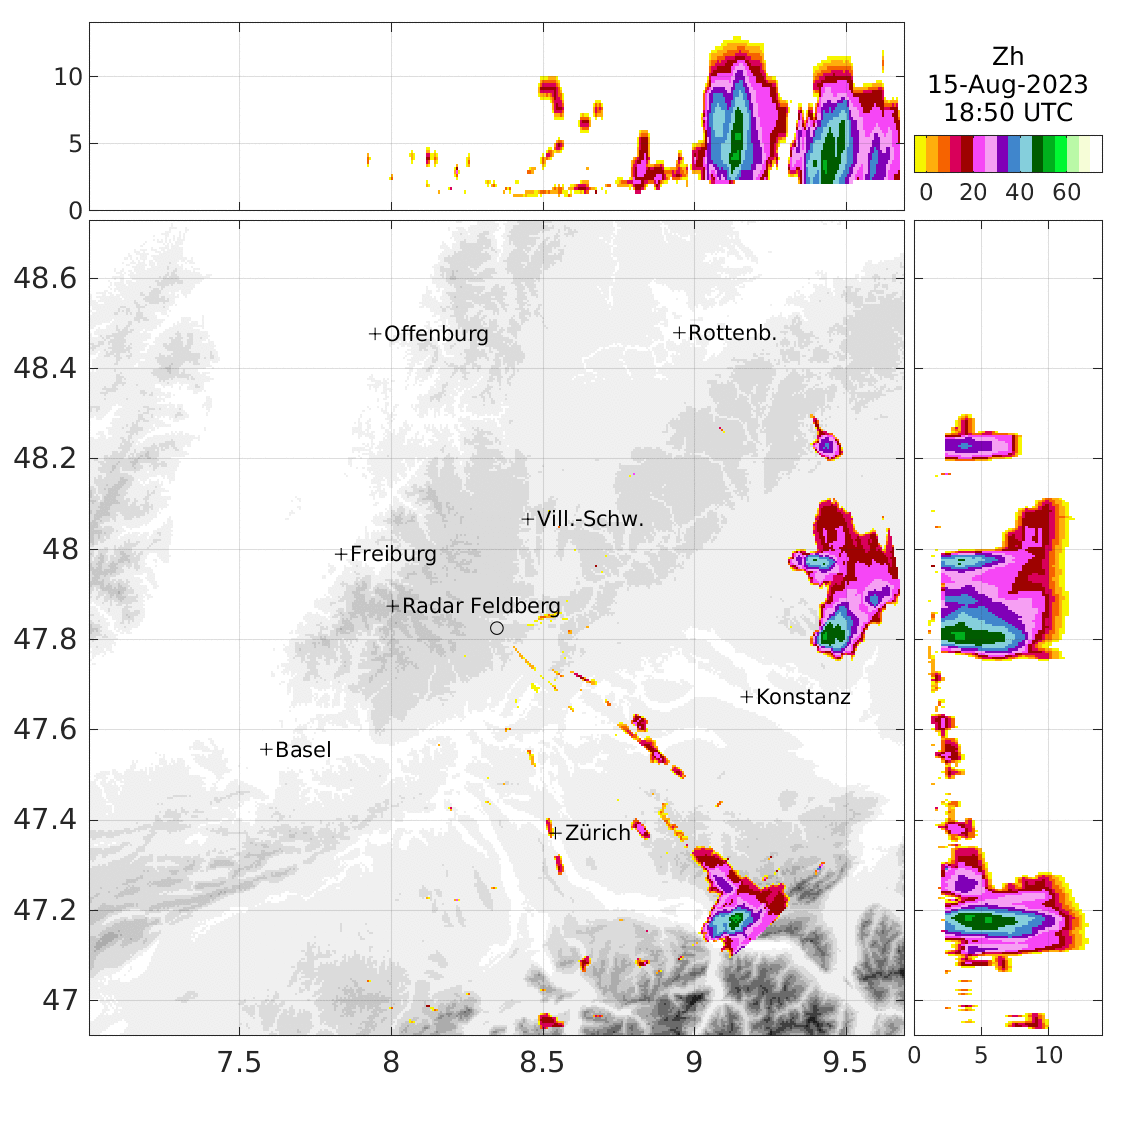 10
5
0
Zh
15-Aug-2023
18:50 UTC
0 20 40 60
48.6
48.4
48.2
48
47.8
47.6
47.4
47.2
47
+Offenburg
+Rottenb.
+Vill.-Schw.
+Freiburg
+Radar Feldberg
+Konstanz
+Basel
+Zürich
7.5 8 8.5 9 9.5
0 5 10